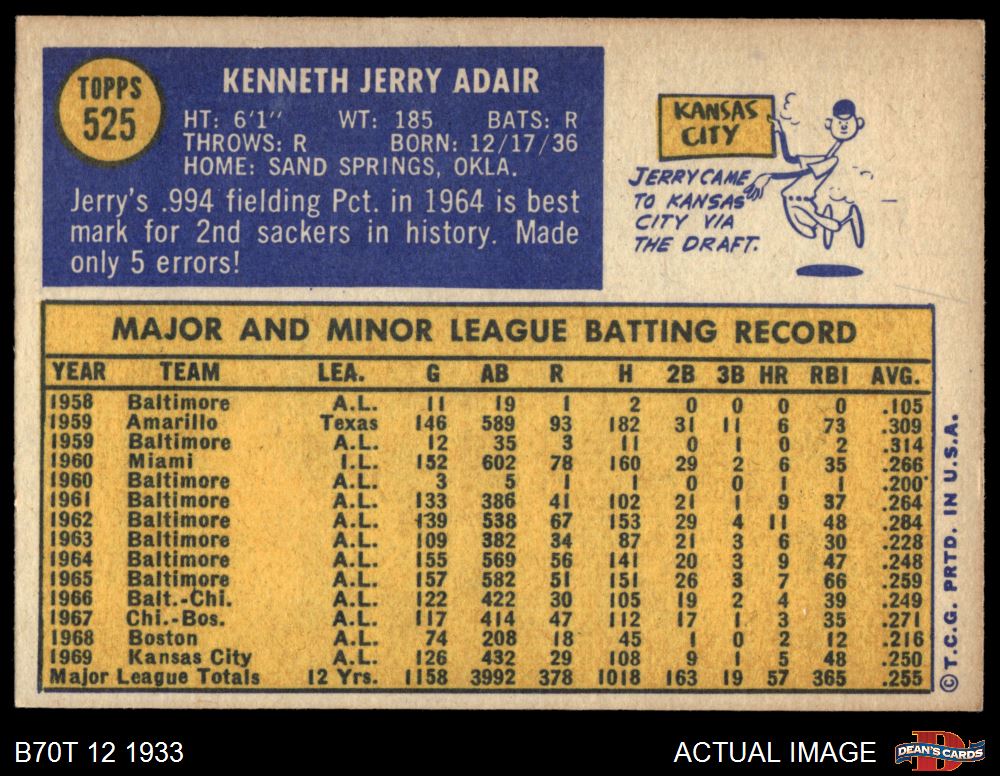 TOPPS
525
KENNETH JERRY ADAIR
HT: 6'1" WT: 185 BATS: R
THROWS: R BORN: 12/17/36
HOME: SAND SPRINGS, OKLA.
Jerry's .994 fielding Pct. in 1964 is best
mark for 2nd sackers in history. Made
only 5 errors!
KANSAS
CITY
JERRY CAME
TO KANSAS
CITY VIA
THE DRAFT.
MAJOR AND MINOR LEAGUE BATTING RECORD
YEAR TEAM LEA. G AB R H 2B 3B HR RBI AVG.
1958 Baltimore A.L. 11 19 1 2 0 0 0 0 .105
1959 Amarillo Texas 146 589 93 182 31 11 6 73 .309
1959 Baltimore A.L. 12 35 3 11 0 1 0 2 .314
1960 Miami I.L. 152 602 78 160 29 2 6 35 .266
1960 Baltimore A.L. 3 5 1 1 0 0 1 1 .200
1961 Baltimore A.L. 133 386 41 102 21 1 9 37 .264
1962 Baltimore A.L. 139 538 67 153 29 4 11 48 .284
1963 Baltimore A.L. 109 382 34 87 21 3 6 30 .228
1964 Baltimore A.L. 155 569 56 141 20 3 9 47 .248
1965 Baltimore A.L. 157 582 51 151 26 3 7 66 .259
1966 Balt.-Chi. A.L. 122 422 30 105 19 2 4 39 .249
1967 Chi.-Bos. A.L. 117 414 47 112 17 1 3 35 .271
1968 Boston A.L. 74 208 18 45 1 0 2 12 .216
1969 Kansas City A.L. 126 432 29 108 9 1 5 48 .250
Major League Totals 12 Yrs. 1158 3992 378 1018 163 19 57 365 .255
© T.C.G. PRTD. IN U.S.A.
B70T 12 1933
ACTUAL IMAGE
DEAN'S CARDS